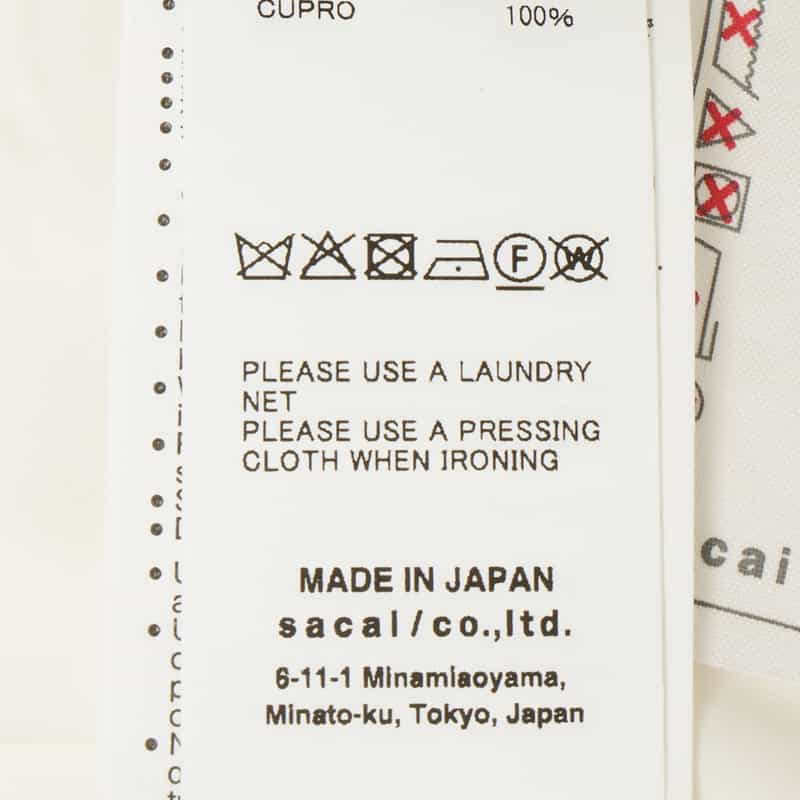 CUPRO 100%
F W
PLEASE USE A LAUNDRY
NET
PLEASE USE A PRESSING
CLOTH WHEN IRONING
MADE IN JAPAN
sacai/co.,ltd.
6-11-1 Minamiaoyama,
Minato-ku, Tokyo, Japan
cai